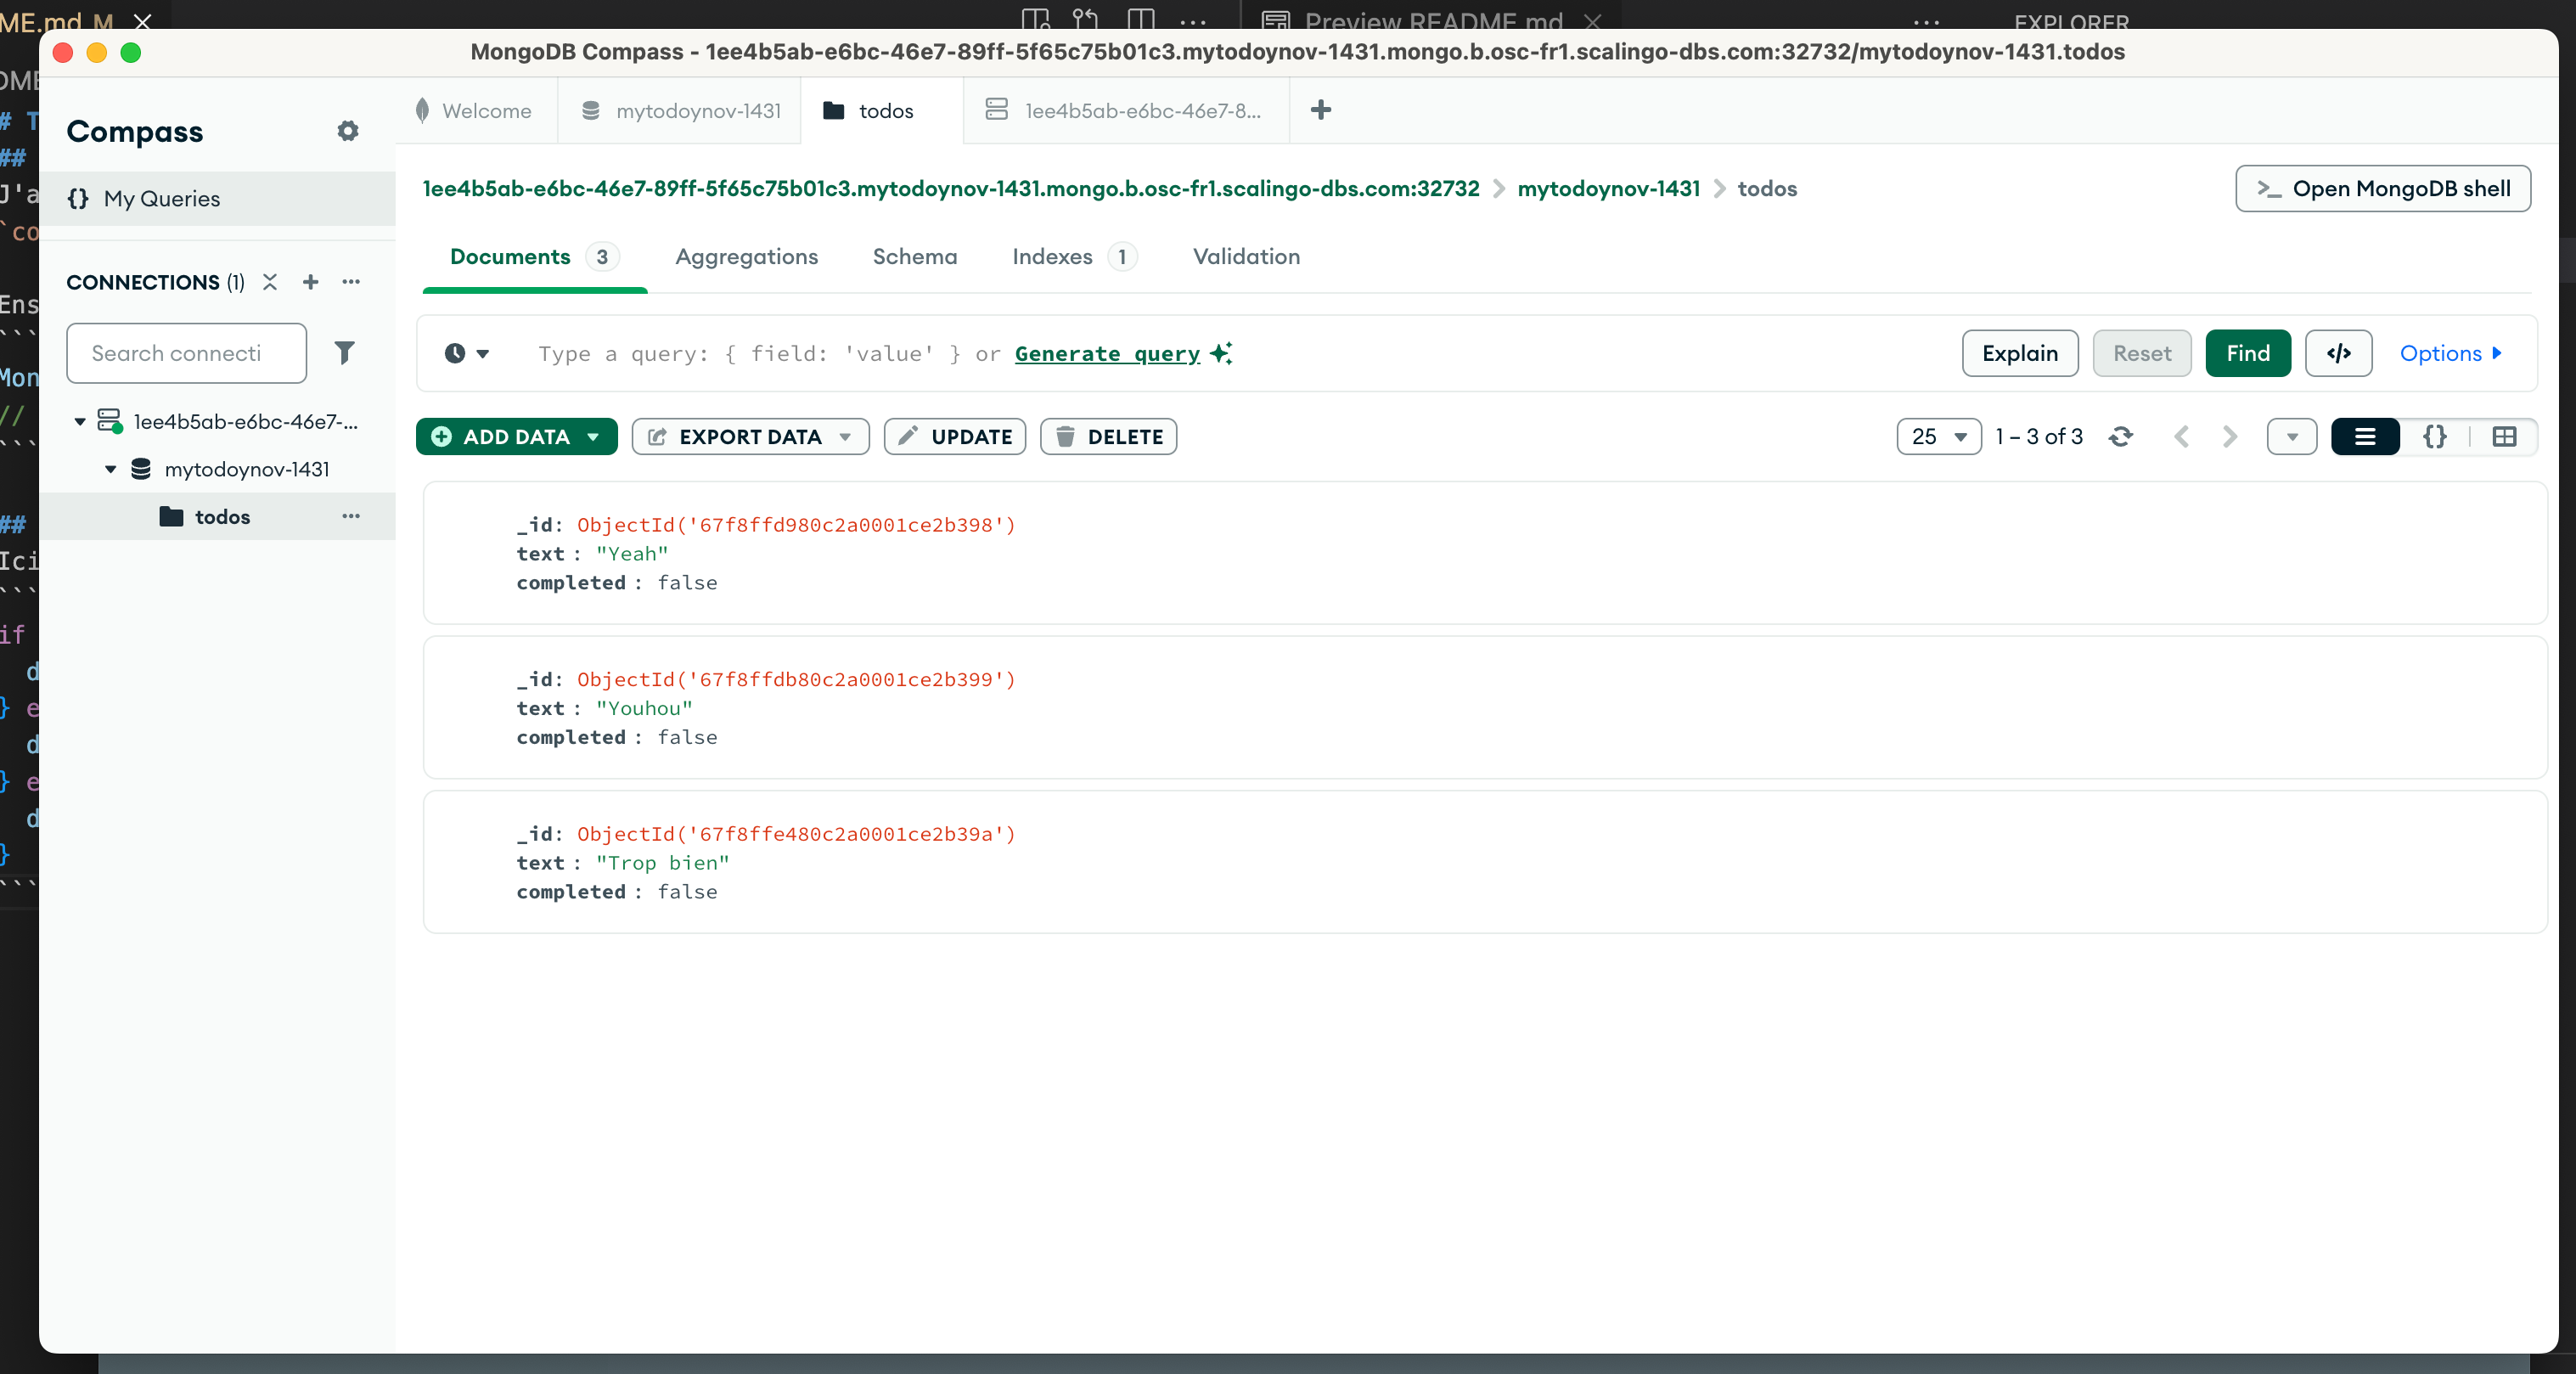 ME.md M
Preview README.md
EXPLORER
MongoDB Compass - 1ee4b5ab-e6bc-46e7-89ff-5f65c75b01c3.mytodoynov-1431.mongo.b.osc-fr1.scalingo-dbs.com:32732/mytodoynov-1431.todos
Compass
Welcome
mytodoynov-1431
todos
1ee4b5ab-e6bc-46e7-8...
{} My Queries
1ee4b5ab-e6bc-46e7-89ff-5f65c75b01c3.mytodoynov-1431.mongo.b.osc-fr1.scalingo-dbs.com:32732 > mytodoynov-1431 > todos
>_ Open MongoDB shell
CONNECTIONS (1)
Documents 3
Aggregations
Schema
Indexes 1
Validation
Search connecti
Type a query: { field: 'value' } or Generate query
Explain
Reset
Find
</>
Options
1ee4b5ab-e6bc-46e7-...
mytodoynov-1431
todos
ADD DATA
EXPORT DATA
UPDATE
DELETE
25
1 – 3 of 3
{}
_id: ObjectId('67f8ffd980c2a0001ce2b398')
text : "Yeah"
completed : false
_id: ObjectId('67f8ffdb80c2a0001ce2b399')
text : "Youhou"
completed : false
_id: ObjectId('67f8ffe480c2a0001ce2b39a')
text : "Trop bien"
completed : false
# T
##
J'a
`co
Ens
```
Mon
//
```
##
Ici
```
if
d
} e
d
} e
d
}
```